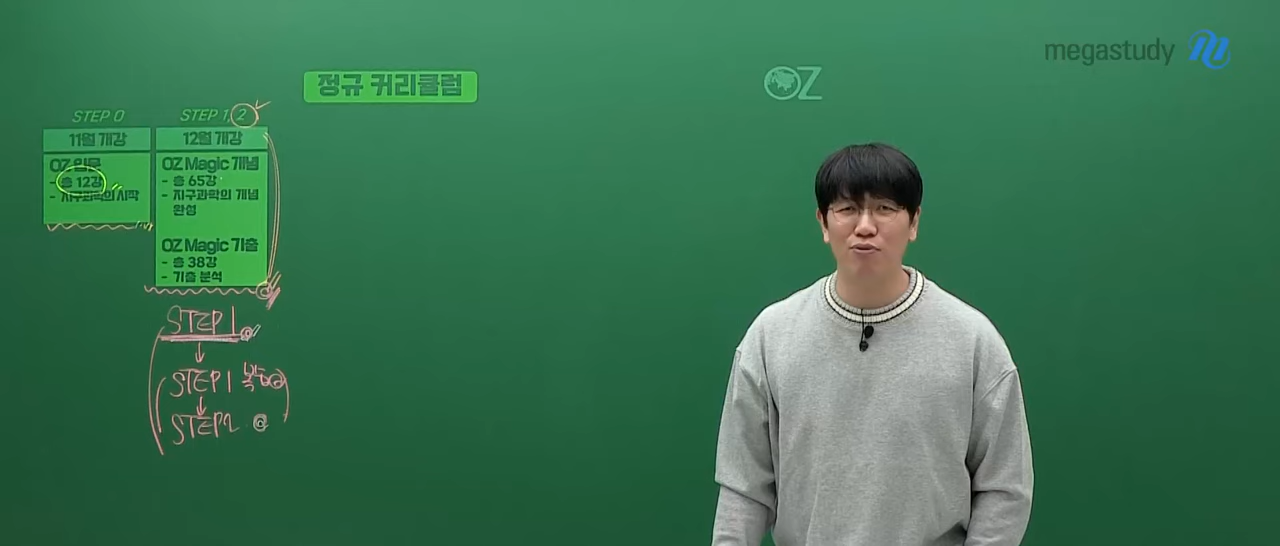 megastudy
정규 커리큘럼
OZ
STEP 0
11월 개강
OZ 입문
- 총 12강
- 지구과학의 시작
STEP 1, 2
12월 개강
OZ Magic 개념
- 총 65강
- 지구과학의 개념
완성
OZ Magic 기출
- 총 38강
- 기출 분석
STEP 1
STEP 1 복습
STEP 2